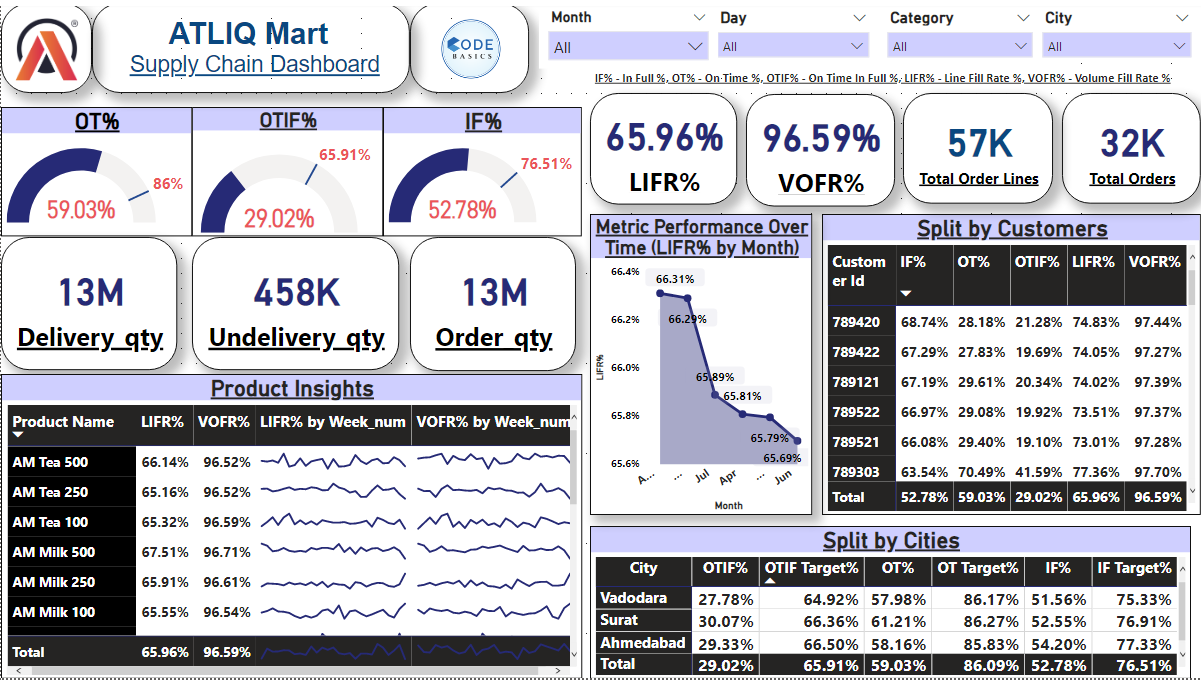 ATLIQ Mart
Supply Chain Dashboard
CODE
BASICS
Month
Day
Category
City
All
All
All
All
IF% - In Full %, OT% - On Time %, OTIF% - On Time In Full %, LIFR% - Line Fill Rate %, VOFR% - Volume Fill Rate %
OT%
OTIF%
IF%
86%
59.03%
65.91%
29.02%
76.51%
52.78%
65.96%
LIFR%
96.59%
VOFR%
57K
Total Order Lines
32K
Total Orders
13M
Delivery_qty
458K
Undelivery_qty
13M
Order_qty
Metric Performance Over
Time (LIFR% by Month)
66.4%
66.2%
66.0%
65.8%
65.6%
LIFR%
66.31%
66.29%
65.89%
65.81%
65.79%
65.69%
A... ... Jul Apr ... Jun
Month
Split by Customers
Custom
er Id IF% OT% OTIF% LIFR% VOFR%
789420 68.74% 28.18% 21.28% 74.83% 97.44%
789422 67.29% 27.83% 19.69% 74.05% 97.27%
789121 67.19% 29.61% 20.34% 74.02% 97.39%
789522 66.97% 29.08% 19.92% 73.51% 97.37%
789521 66.08% 29.40% 19.10% 73.01% 97.28%
789303 63.54% 70.49% 41.59% 77.36% 97.70%
Total 52.78% 59.03% 29.02% 65.96% 96.59%
Product Insights
Product Name LIFR% VOFR% LIFR% by Week_num VOFR% by Week_num
AM Tea 500 66.14% 96.52%
AM Tea 250 65.16% 96.52%
AM Tea 100 65.32% 96.59%
AM Milk 500 67.51% 96.71%
AM Milk 250 65.91% 96.61%
AM Milk 100 65.55% 96.54%
Total 65.96% 96.59%
Split by Cities
City OTIF% OTIF Target% OT% OT Target% IF% IF Target%
Vadodara 27.78% 64.92% 57.98% 86.17% 51.56% 75.33%
Surat 30.07% 66.36% 61.21% 86.27% 52.55% 76.91%
Ahmedabad 29.33% 66.50% 58.16% 85.83% 54.20% 77.33%
Total 29.02% 65.91% 59.03% 86.09% 52.78% 76.51%